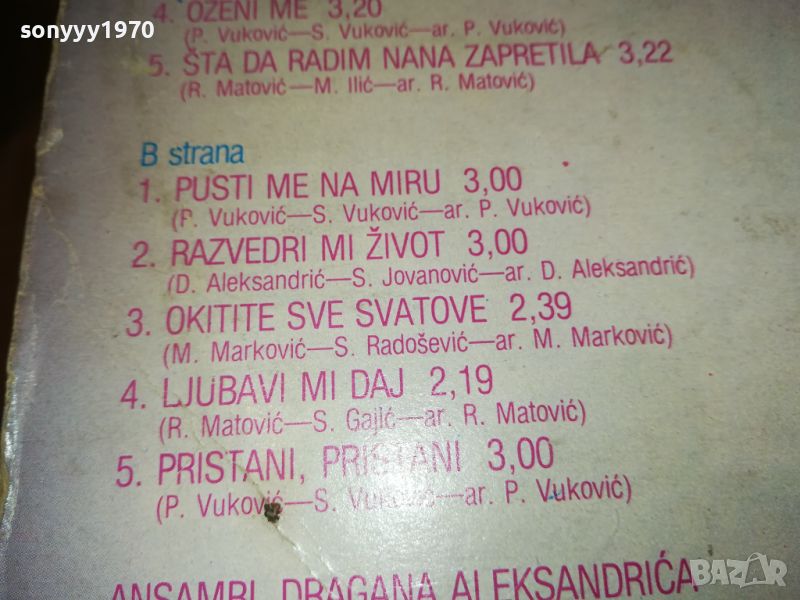 sonyyy1970
4. OŽENI ME 3,20
(P. Vuković—S. Vuković—ar. P. Vuković)
5. ŠTA DA RADIM NANA ZAPRETILA 3,22
(R. Matović—M. Ilić—ar. R. Matović)
B strana
1. PUSTI ME NA MIRU 3,00
(P. Vuković—S. Vuković—ar. P. Vuković)
2. RAZVEDRI MI ŽIVOT 3,00
(D. Aleksandrić—S. Jovanović—ar. D. Aleksandrić)
3. OKITITE SVE SVATOVE 2,39
(M. Marković—S. Radošević—ar. M. Marković)
4. LJUBAVI MI DAJ 2,19
(R. Matović—S. Gajić—ar. R. Matović)
5. PRISTANI, PRISTANI 3,00
(P. Vuković—S. Vuković—ar. P. Vuković)
ANSAMBL DRAGANA ALEKSANDRIĆA
BAZAR